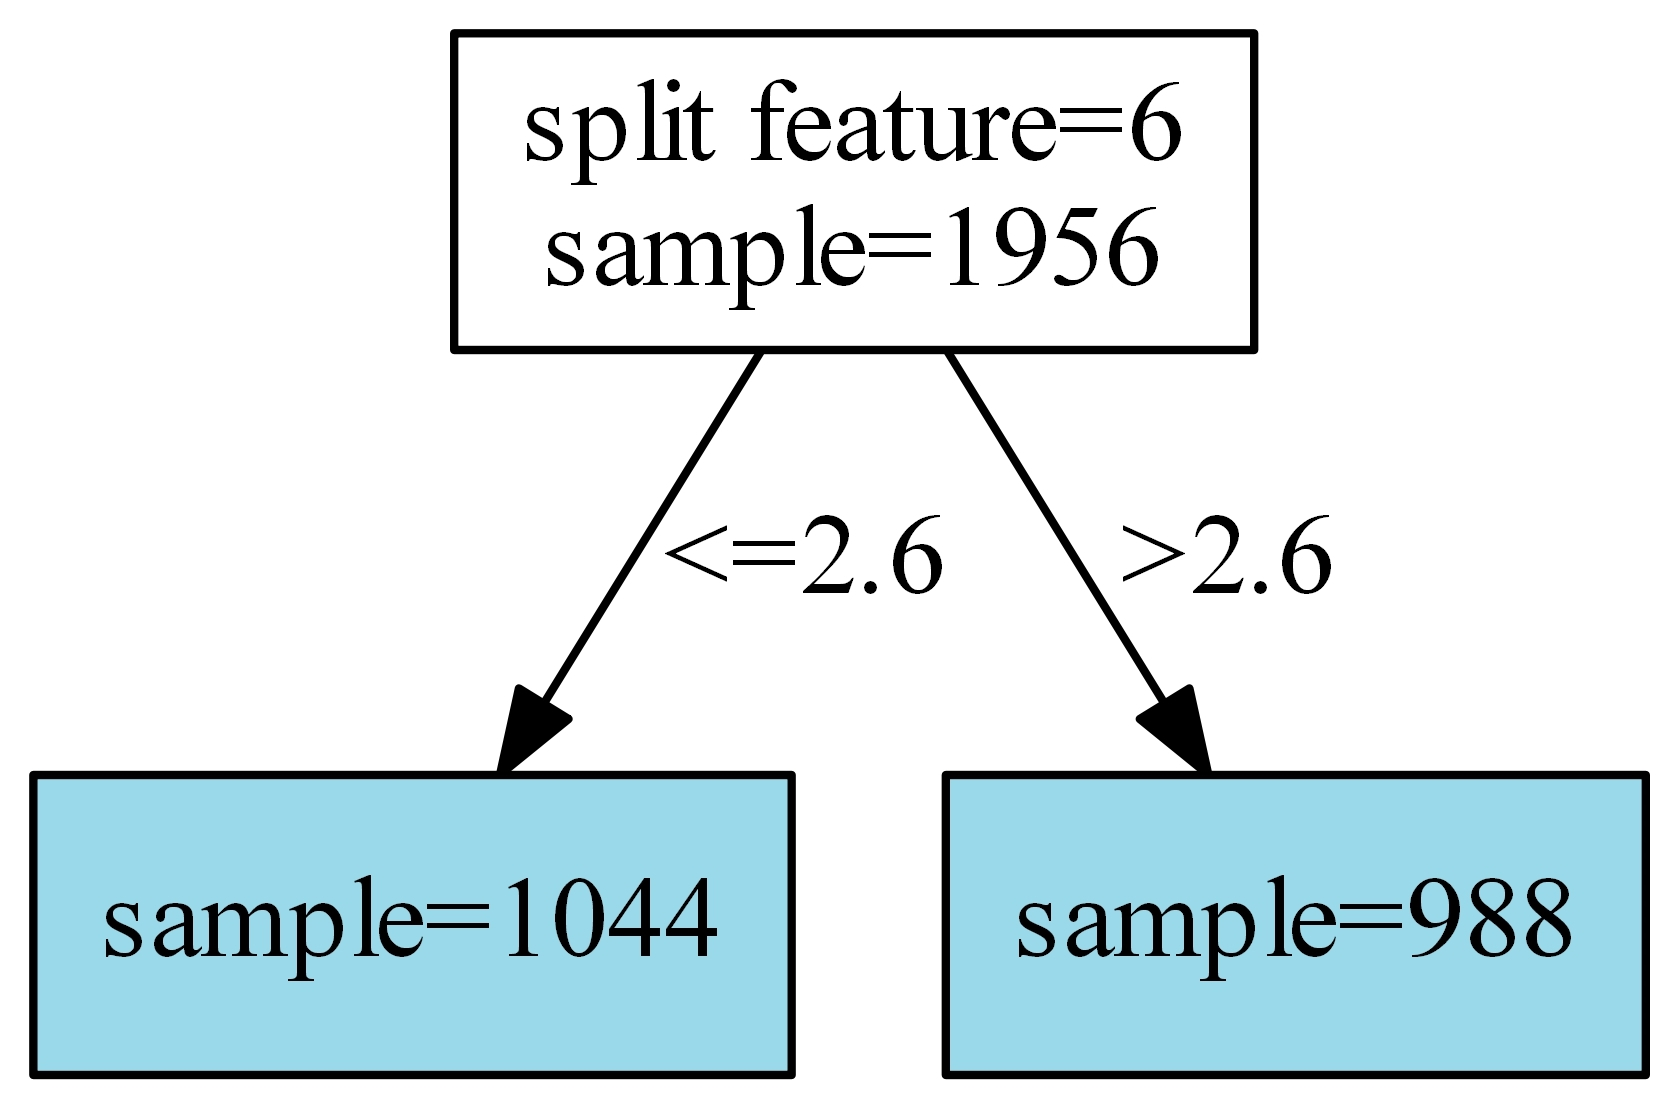 split feature=6
sample=1956
<=2.6
>2.6
sample=1044
sample=988